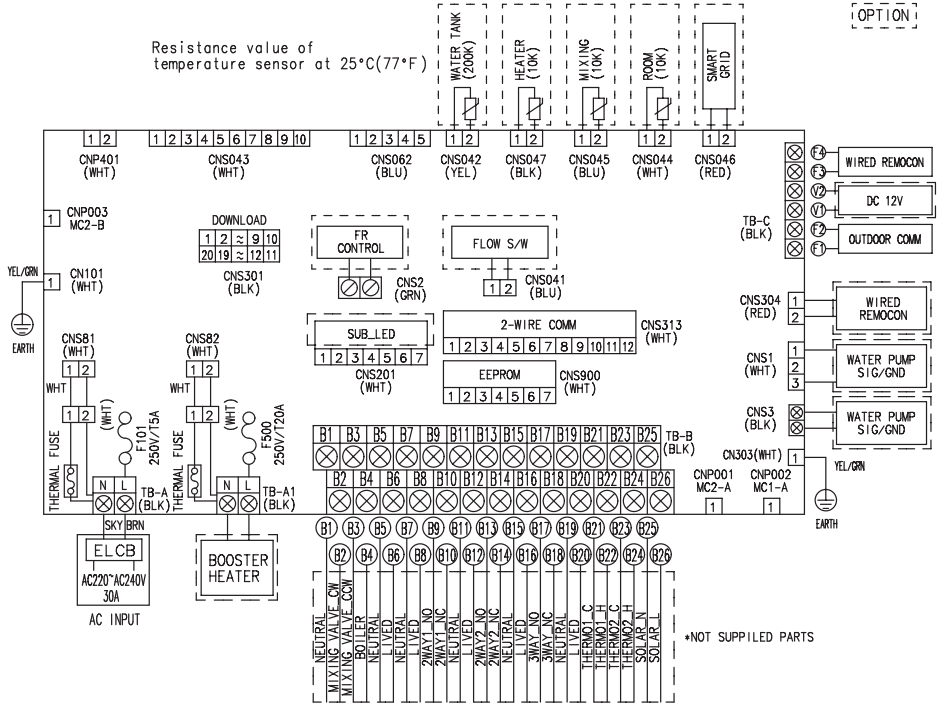 OPTION
Resistance value of
temperature sensor at 25°C(77°F)
WATER TANK
(200K)
HEATER
(10K)
MIXING
(10K)
ROOM
(10K)
SMART
GRID
1 2
CNP401
(WHT)
1 2 3 4 5 6 7 8 9 10
CNS043
(WHT)
1 2 3 4 5
CNS062
(BLU)
1 2
CNS042
(YEL)
1 2
CNS047
(BLK)
1 2
CNS045
(BLU)
1 2
CNS044
(WHT)
1 2
CNS046
(RED)
F4
F3
WIRED REMOCON
V2
V1
DC 12V
F2
F1
OUTDOOR COMM
TB-C
(BLK)
1
CNP003
MC2-B
DOWNLOAD
1 2 ≈ 9 10
20 19 ≈ 12 11
CNS301
(BLK)
FR
CONTROL
CNS2
(GRN)
FLOW S/W
1 2
CNS041
(BLU)
YEL/GRN
1
CN101
(WHT)
EARTH
SUB_LED
1 2 3 4 5 6 7
CNS201
(WHT)
2-WIRE COMM
1 2 3 4 5 6 7 8 9 10 11 12
CNS313
(WHT)
EEPROM
1 2 3 4 5 6 7
CNS900
(WHT)
CNS304
(RED)
1
2
WIRED
REMOCON
CNS1
(WHT)
1
2
3
WATER PUMP
SIG/GND
CNS3
(BLK)
WATER PUMP
SIG/GND
CN303(WHT)
1
YEL/GRN
EARTH
CNP001
MC2-A
1
CNP002
MC1-A
1
CNS81
(WHT)
1 2
WHT
1 2
(WHT)
F101
250V/T5A
THERMAL FUSE
N L
TB-A
(BLK)
SKY BRN
ELCB
AC220~AC240V
30A
AC INPUT
CNS82
(WHT)
1 2
WHT
1 2
(WHT)
F500
250V/T20A
THERMAL FUSE
N L
TB-A1
(BLK)
BOOSTER
HEATER
B1 B3 B5 B7 B9 B11 B13 B15 B17 B19 B21 B23 B25
TB-B
(BLK)
B2 B4 B6 B8 B10 B12 B14 B16 B18 B20 B22 B24 B26
B1 B3 B5 B7 B9 B11 B13 B15 B17 B19 B21 B23 B25
B2 B4 B6 B8 B10 B12 B14 B16 B18 B20 B22 B24 B26
NEUTRAL
MIXING VALVE_CW
MIXING VALVE_CCW
BOILER
NEUTRAL
LIVED
NEUTRAL
LIVED
2WAY1_NO
2WAY1_NC
NEUTRAL
LIVED
2WAY2_NO
2WAY2_NC
NEUTRAL
LIVED
3WAY_NO
3WAY_NC
NEUTRAL
LIVED
THERMO1_C
THERMO1_H
THERMO2_C
THERMO2_H
SOLAR_N
SOLAR_L
*NOT SUPPILED PARTS